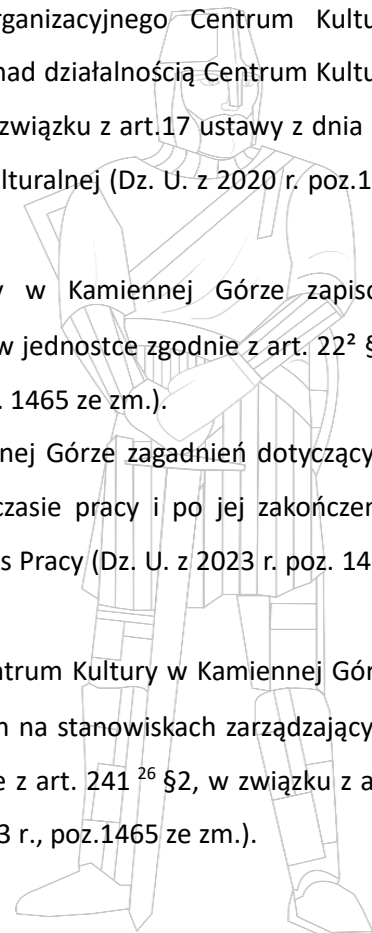 rganizacyjnego Centrum Kultu
nad działalnością Centrum Kultu
związku z art.17 ustawy z dnia
lturalnej (Dz. U. z 2020 r. poz.1
w Kamiennej Górze zapisc
w jednostce zgodnie z art. 22² §
. 1465 ze zm.).
nej Górze zagadnień dotyczący
czasie pracy i po jej zakończer
s Pracy (Dz. U. z 2023 r. poz. 14
entrum Kultury w Kamiennej Gór
n na stanowiskach zarządzający
e z art. 241 ²⁶ §2, w związku z a
3 r., poz.1465 ze zm.).